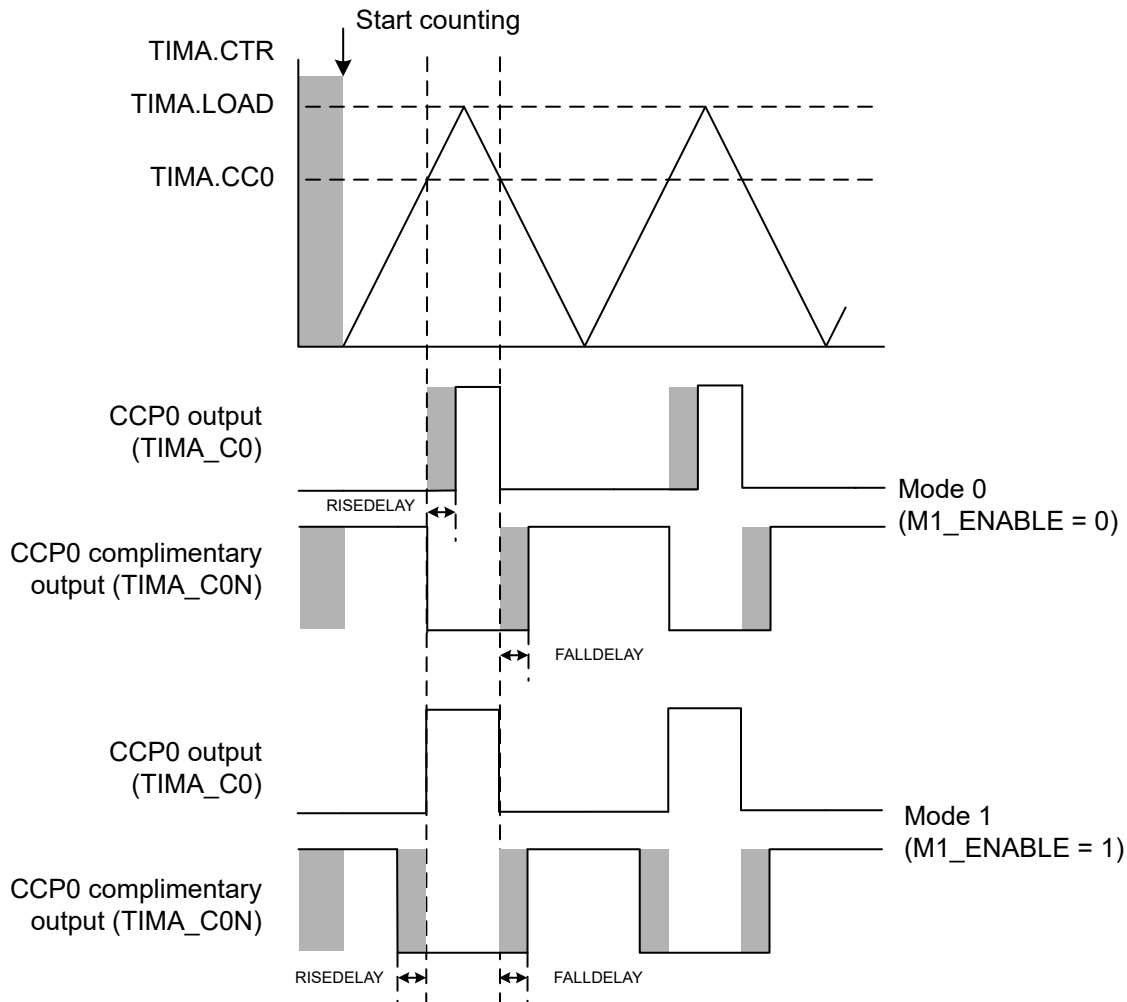 Start counting
TIMA.CTR
TIMA.LOAD
TIMA.CC0
CCP0 output
(TIMA_C0)
RISEDELAY
Mode 0
(M1_ENABLE = 0)
CCP0 complimentary
output (TIMA_C0N)
FALLDELAY
CCP0 output
(TIMA_C0)
Mode 1
(M1_ENABLE = 1)
CCP0 complimentary
output (TIMA_C0N)
RISEDELAY
FALLDELAY